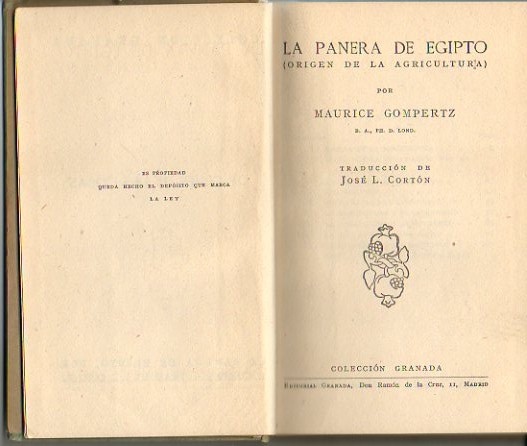 ES PROPIEDAD
QUEDA HECHO EL DEPÓSITO QUE MARCA
LA LEY
LA PANERA DE EGIPTO
(ORIGEN DE LA AGRICULTURA)
POR
MAURICE GOMPERTZ
B. A., PH. D. LOND.
TRADUCCIÓN DE
JOSÉ L. CORTÓN
COLECCIÓN GRANADA
EDITORIAL GRANADA, Don Ramón de la Cruz, 11, MADRID